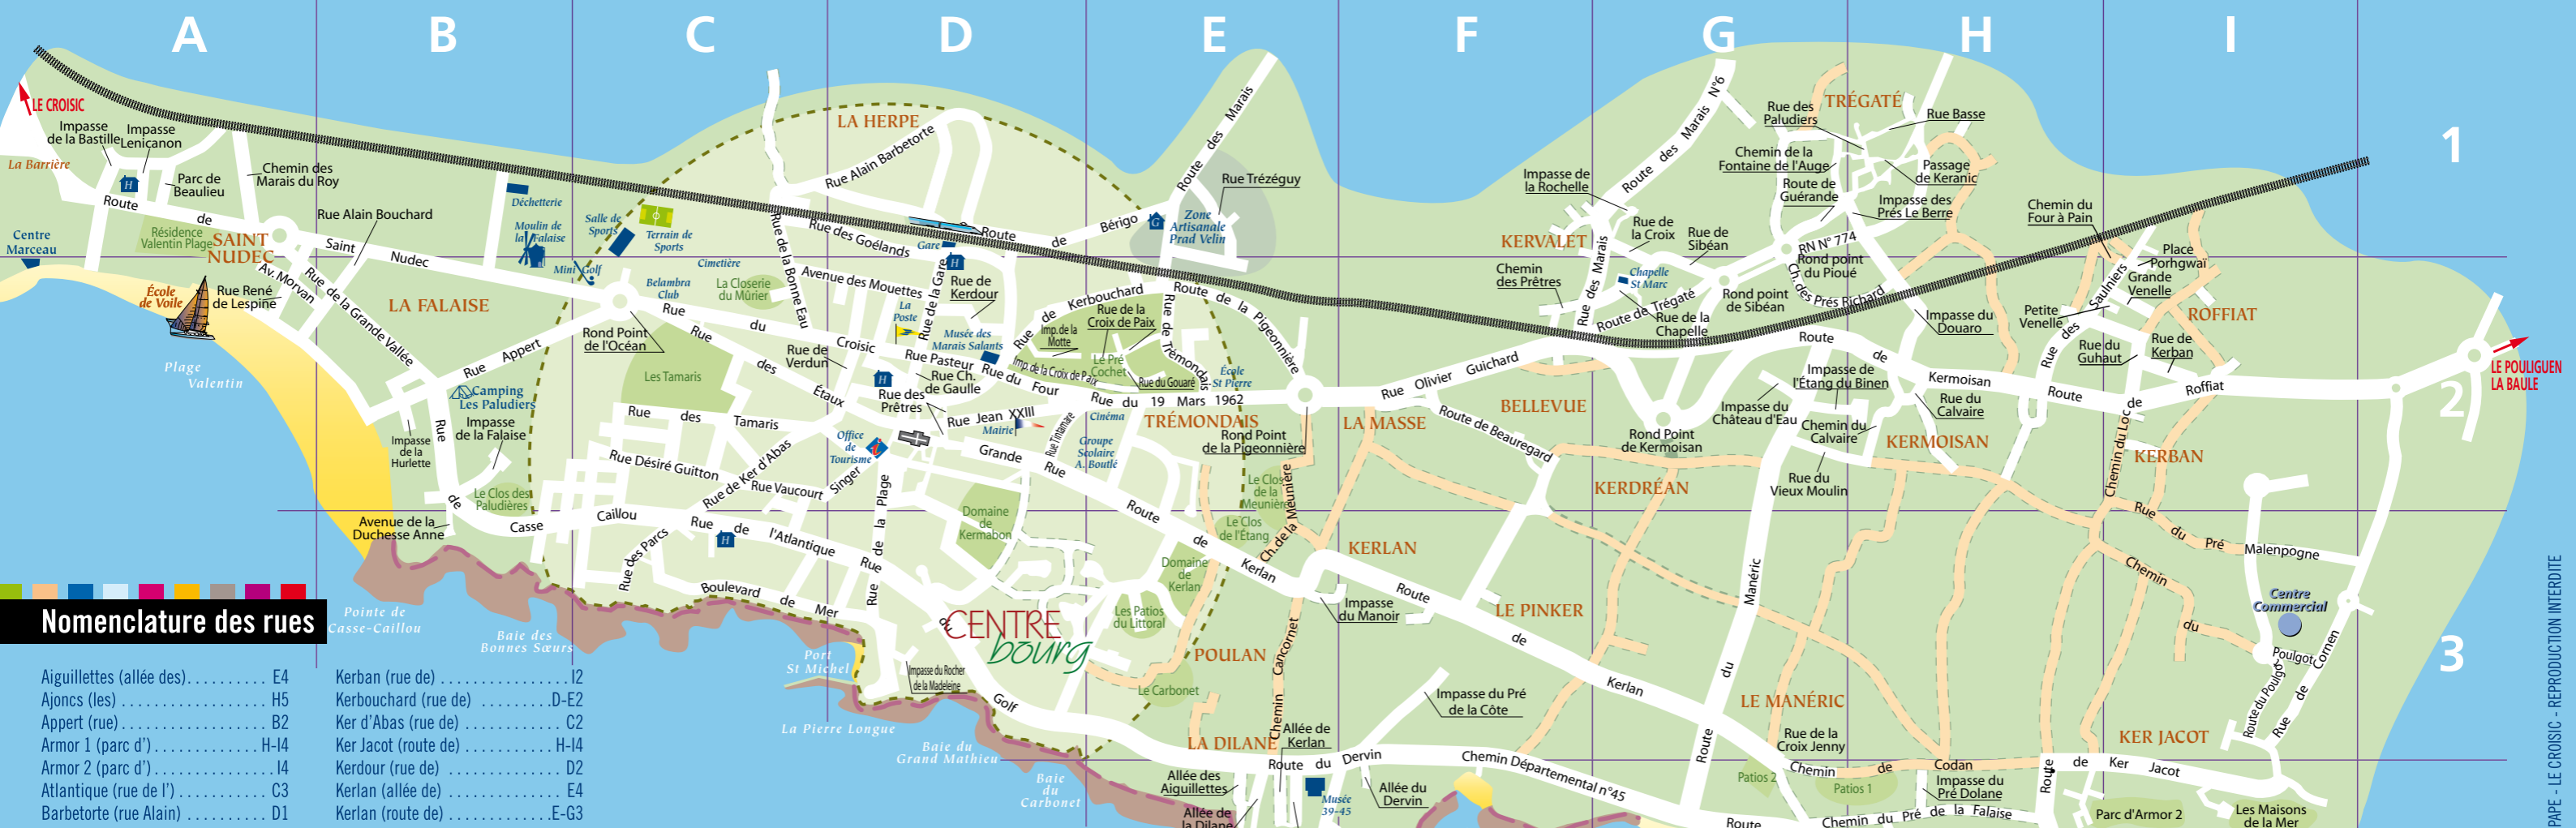 A B C D E F G H I
1
2
3
LE CROISIC
Impasse
de la Bastille
Impasse
Lenicanon
La Barrière
Parc de
Beaulieu
Chemin des
Marais du Roy
Route de Saint Nudec
Rue Alain Bouchard
Centre
Marceau
Résidence
Valentin Plage
SAINT
NUDEC
Av. Morvan
École
de Voile
Rue René
de Lespine
Rue de la Grande Vallée
Plage
Valentin
LA FALAISE
Déchetterie
Moulin de
la Falaise
Mini Golf
Salle de
Sports
Terrain de
Sports
Rue Appert
Camping
Les Paludiers
Impasse
de la Falaise
Impasse
de la
Hurlette
Rue de Casse Caillou
Le Clos des
Paludières
Avenue de la
Duchesse Anne
Pointe de
Casse-Caillou
Baie des
Bonnes Sœurs
Rond Point
de l'Océan
Belambra
Club
Cimetière
La Closerie
du Mûrier
Rue du Croisic
Rue des Étaux
Les Tamaris
Rue des Tamaris
Rue Désiré Guitton
Rue de Ker d'Abas
Rue Vaucourt
Singer
Rue des Parcs
Rue de l'Atlantique
Boulevard de Mer
LA HERPE
Rue Alain Barbetorte
Rue de la Bonne Eau
Rue des Goélands
Avenue des Mouettes
Gare
Route de Bérigo
Rue de la Gare
Rue de
Kerdour
La
Poste
Musée des
Marais Salants
Rue de
Verdun
Rue Pasteur
Rue Ch.
de Gaulle
Rue du Four
Rue des
Prêtres
Rue Jean XXIII
Mairie
Rue Tintamare
Office
de
Tourisme
Grande Rue
Rue de la Plage
Domaine
de
Kermabon
Rue du Golf
CENTRE
bourg
Port
St Michel
Impasse du Rocher
de la Madeleine
La Pierre Longue
Baie du
Grand Mathieu
Baie
du
Carbonet
Route des Marais
Rue Trézéguy
Zone
Artisanale
Prad Velin
Rue de Kerbouchard
Rue de la
Croix de Paix
Imp. de la
Motte
Imp. de la Croix de Paix
Le Pré
Cochet
Rue du Gouaré
Rue de Trémondais
Route de la Pigeonnière
École
St Pierre
Rue du 19 Mars 1962
Cinéma
TRÉMONDAIS
Groupe
Scolaire
A. Boutlé
Rond Point
de la Pigeonnière
Le Clos
de la
Meunière
Le Clos
de l'Étang
Ch. de la Meunière
Route de Kerlan
Domaine
de
Kerlan
Les Patios
du Littoral
POULAN
Le Carbonet
Chemin Cancornet
LA DILANE
Allée de
Kerlan
Route du Dervin
Allée des
Aiguillettes
Allée de
la Dilane
Musée
39-45
Allée du
Dervin
Rue Olivier Guichard
LA MASSE
Route de Beauregard
BELLEVUE
KERLAN
Impasse
du Manoir
Route de Kerlan
LE PINKER
Impasse du Pré
de la Côte
Chemin Départemental n°45
Impasse de
la Rochelle
KERVALET
Chemin
des Prêtres
Rue des Marais
Route des Marais N°6
Rue de
la Croix
Rue de
Sibéan
Chapelle
St Marc
Route de Trégaté
Rue de la
Chapelle
Rond point
de Sibéan
RN N° 774
Rond point
du Pioué
Ch. des Prés Richard
TRÉGATÉ
Rue des
Paludiers
Rue Basse
Chemin de la
Fontaine de l'Auge
Passage
de Keranic
Route de
Guérande
Impasse des
Prés Le Berre
Impasse du
Douaro
Route de Kermoisan
Impasse de
l'Étang du Binen
Impasse du
Château d'Eau
Rue du
Calvaire
Chemin du
Calvaire
KERMOISAN
Rond Point
de Kermoisan
KERDRÉAN
Rue du
Vieux Moulin
Route du Manéric
LE MANÉRIC
Rue de la
Croix Jenny
Patios 2
Chemin de Codan
Patios 1
Impasse du
Pré Dolane
Chemin du Pré de la Falaise
Route
Chemin du
Four à Pain
Place
Porhgwaï
Grande
Venelle
Petite
Venelle
Rue des Saulniers
ROFFIAT
Rue du
Guhaut
Rue de
Kerban
Route de Roffiat
Chemin du Loc
KERBAN
LE POULIGUEN
LA BAULE
Rue du Pré Malenpogne
Chemin du Poulgot
Centre
Commercial
Route du Poulgot
Rue de Cornen
KER JACOT
Route de Ker Jacot
Parc d'Armor 2
Les Maisons
de la Mer
PAPE - LE CROISIC - REPRODUCTION INTERDITE
Nomenclature des rues
Aiguillettes (allée des) . . . . . . . . . . E4
Ajoncs (les) . . . . . . . . . . . . . . . . . . H5
Appert (rue) . . . . . . . . . . . . . . . . . . B2
Armor 1 (parc d') . . . . . . . . . . . . . H-I4
Armor 2 (parc d') . . . . . . . . . . . . . . I4
Atlantique (rue de l') . . . . . . . . . . . C3
Barbetorte (rue Alain) . . . . . . . . . . D1
Kerban (rue de) . . . . . . . . . . . . . . . . I2
Kerbouchard (rue de) . . . . . . . . . D-E2
Ker d'Abas (rue de) . . . . . . . . . . . . . C2
Ker Jacot (route de) . . . . . . . . . . . H-I4
Kerdour (rue de) . . . . . . . . . . . . . . . D2
Kerlan (allée de) . . . . . . . . . . . . . . . E4
Kerlan (route de) . . . . . . . . . . . . . E-G3